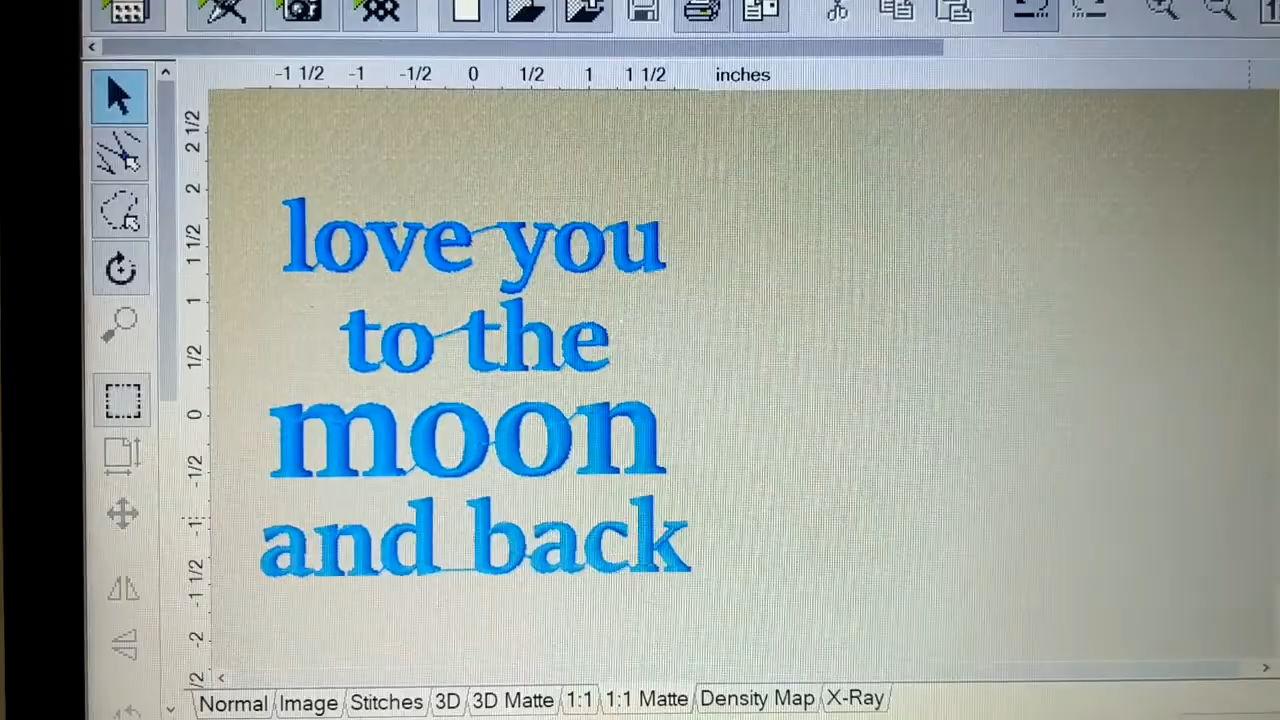 -1 1/2 -1 -1/2 0 1/2 1 1 1/2 inches
2 1/2
2
1 1/2
1
1/2
0
-1/2
-1
-1 1/2
-2
love you
to the
moon
and back
Normal Image Stitches 3D 3D Matte 1:1 1:1 Matte Density Map X-Ray